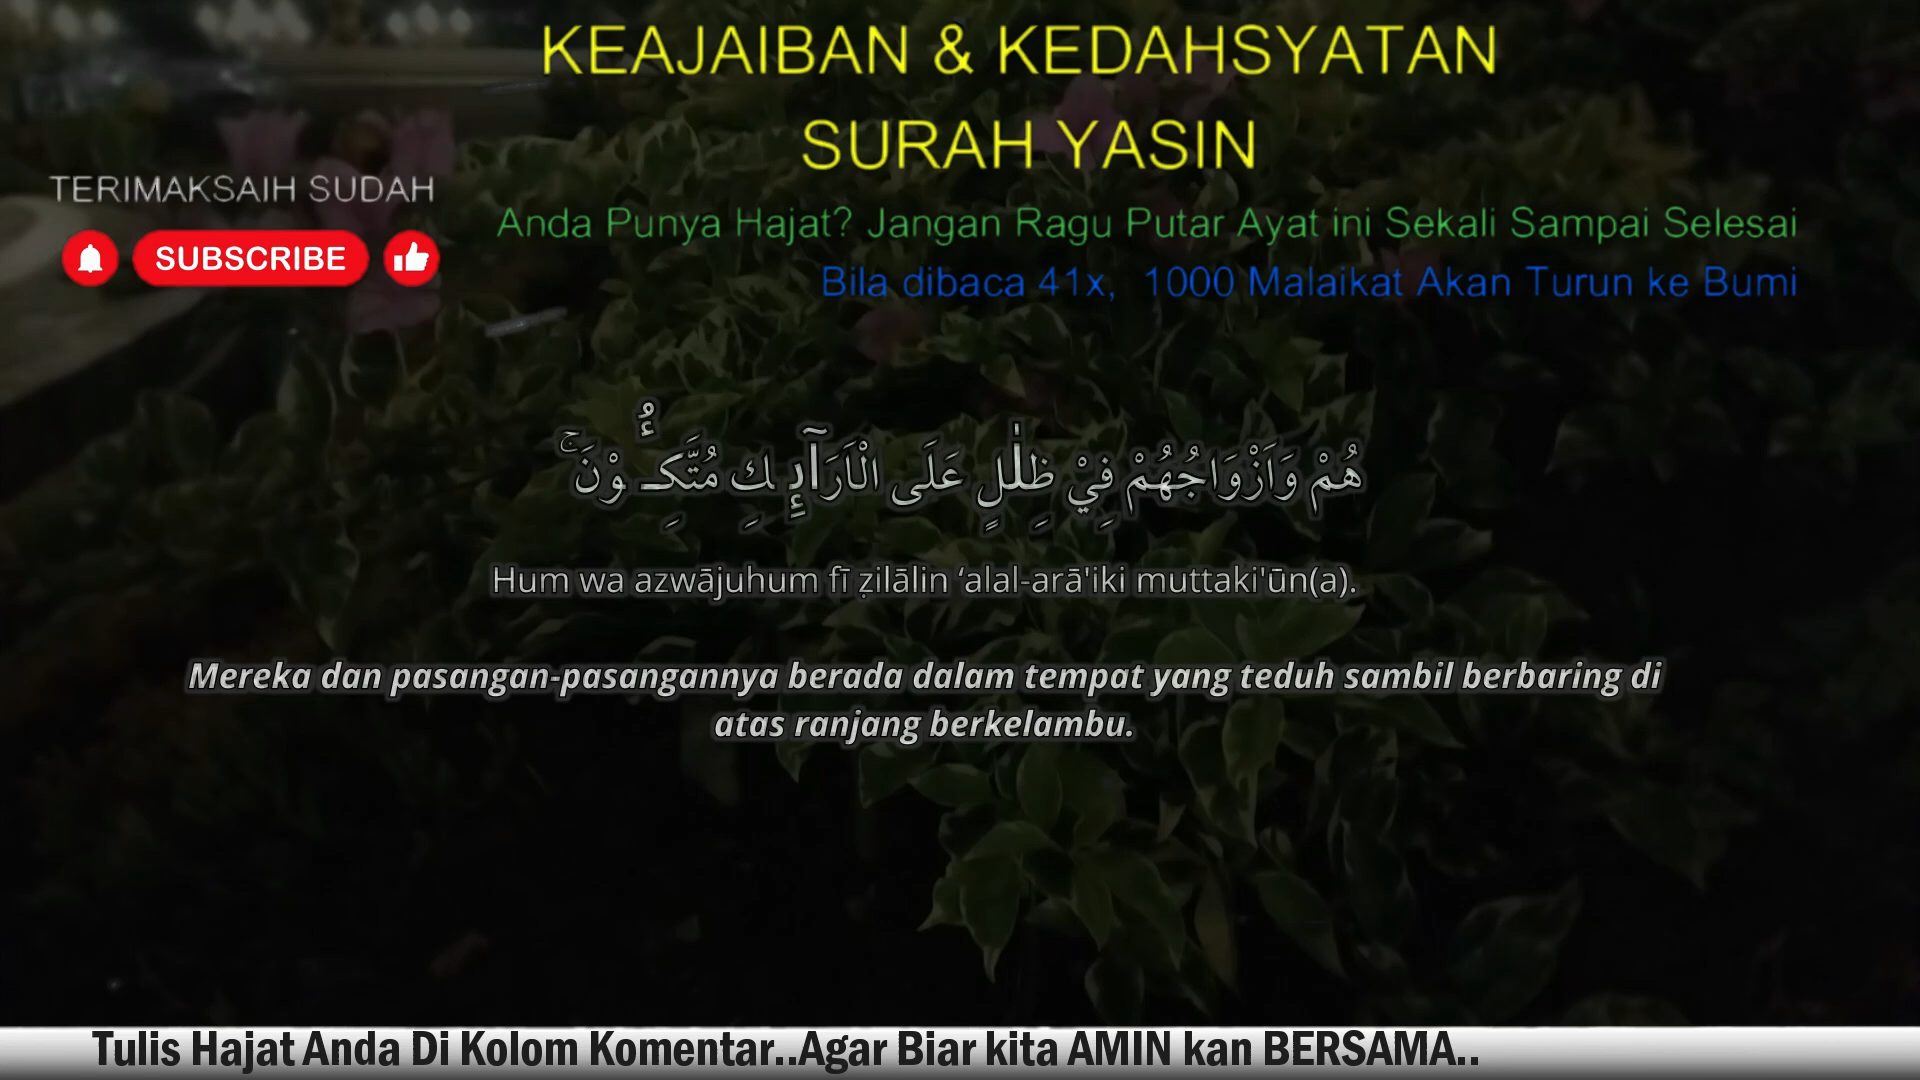 KEAJAIBAN & KEDAHSYATAN
SURAH YASIN
TERIMAKSAIH SUDAH
SUBSCRIBE
Anda Punya Hajat? Jangan Ragu Putar Ayat ini Sekali Sampai Selesai
Bila dibaca 41x, 1000 Malaikat Akan Turun ke Bumi
هُمْ وَاَزْوَاجُهُمْ فِيْ ظِلٰلٍ عَلَى الْاَرَاۤىِٕكِ مُتَّكِـُٔوْنَ ۚ
Hum wa azwājuhum fī ẓilālin ‘alal-arā'iki muttaki'ūn(a).
Mereka dan pasangan-pasangannya berada dalam tempat yang teduh sambil berbaring di
atas ranjang berkelambu.
Tulis Hajat Anda Di Kolom Komentar..Agar Biar kita AMIN kan BERSAMA..